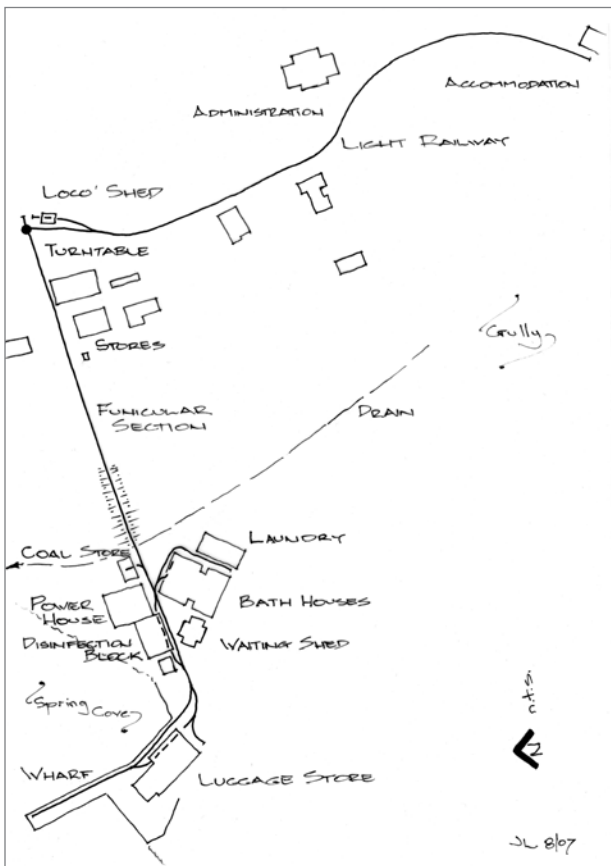 ADMINISTRATION
ACCOMMODATION
LIGHT RAILWAY
LOCO' SHED
TURNTABLE
STORES
Gully
FUNICULAR
SECTION
DRAIN
COAL STORE
LAUNDRY
POWER
HOUSE
BATH HOUSES
DISINFECTION
BLOCK
WAITING SHED
Spring Cove
n.t.s.
N
WHARF
LUGGAGE STORE
JL 8/07